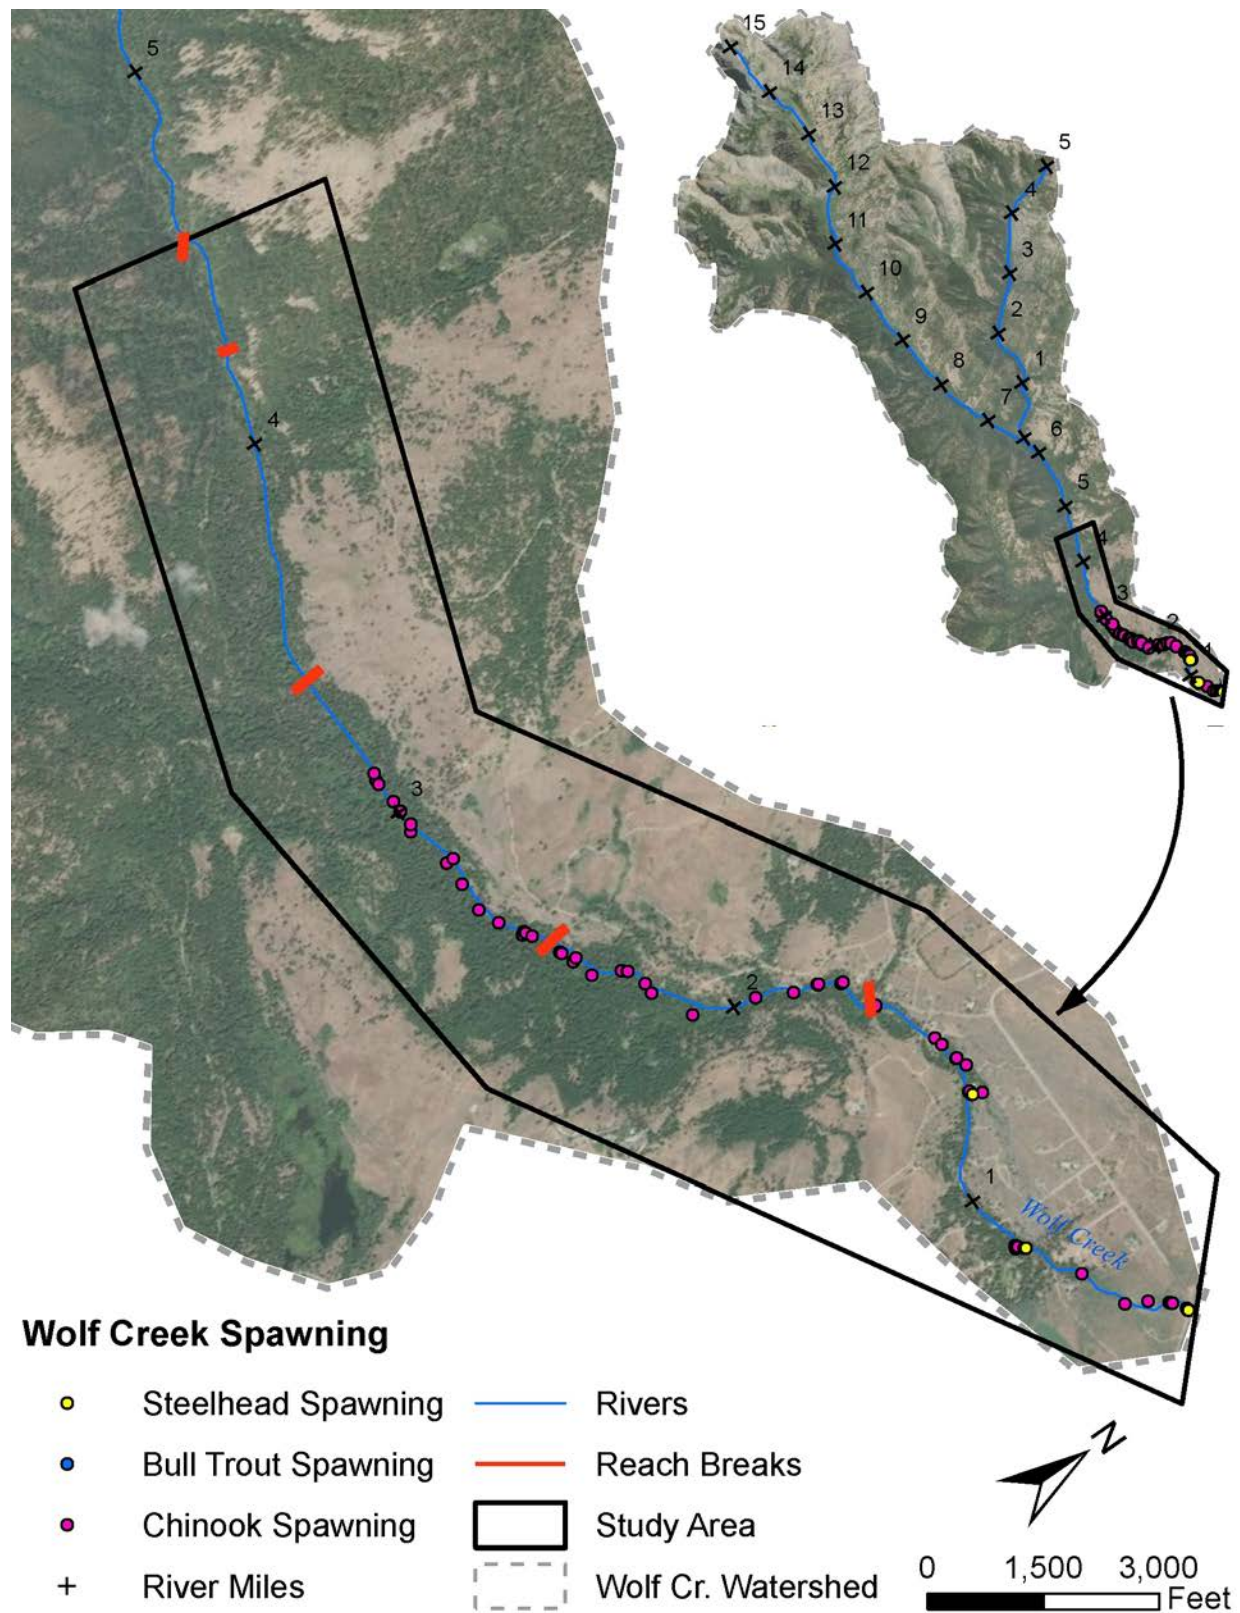 15
14
13
12
11
10
9
8
7
6
5
4
3
2
1
5
4
3
2
1
5
4
3
2
1
Wolf Creek
Wolf Creek Spawning
Steelhead Spawning
Rivers
Bull Trout Spawning
Reach Breaks
Chinook Spawning
Study Area
River Miles
Wolf Cr. Watershed
N
0 1,500 3,000
Feet